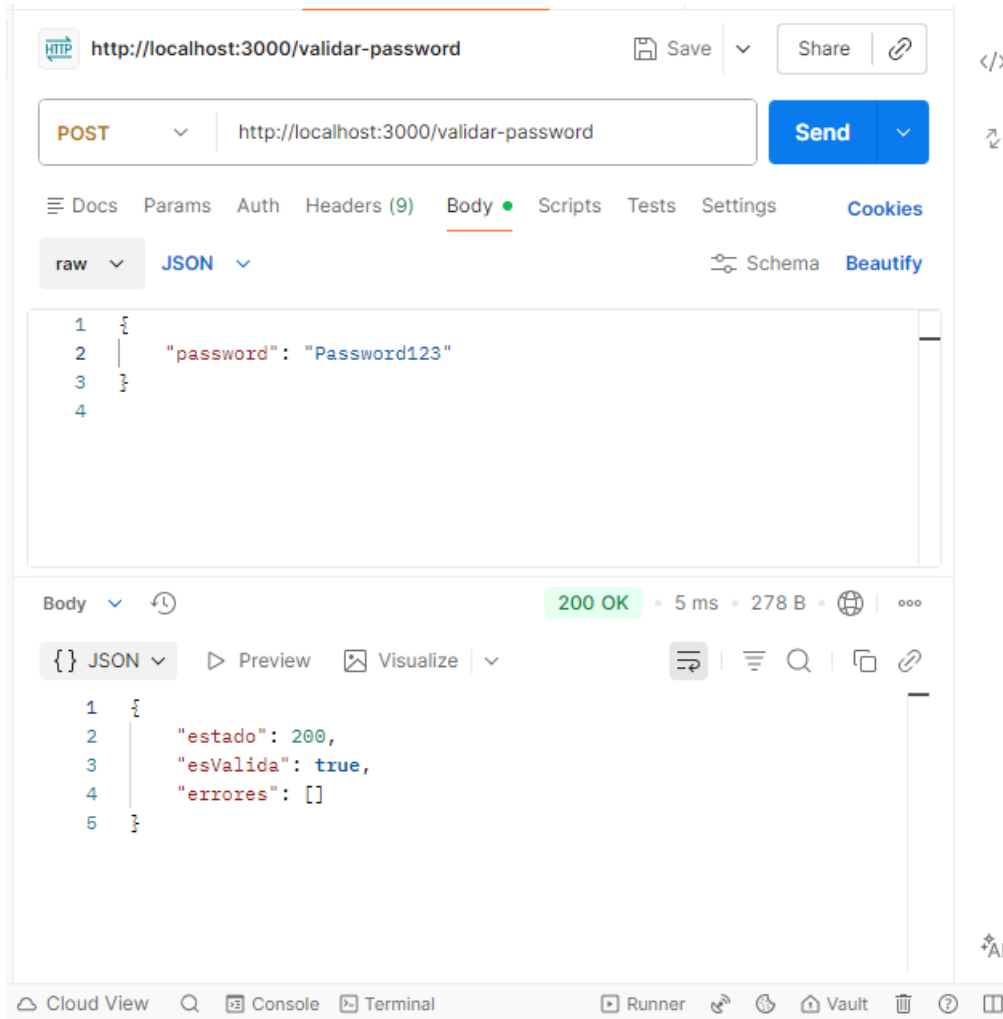 HTTP http://localhost:3000/validar-password Save Share </>
POST http://localhost:3000/validar-password Send
Docs Params Auth Headers (9) Body Scripts Tests Settings Cookies
raw JSON Schema Beautify
1 {
2 "password": "Password123"
3 }
4
Body 200 OK 5 ms 278 B
{} JSON Preview Visualize
1 {
2 "estado": 200,
3 "esValida": true,
4 "errores": []
5 }
Cloud View Console Terminal Runner Vault